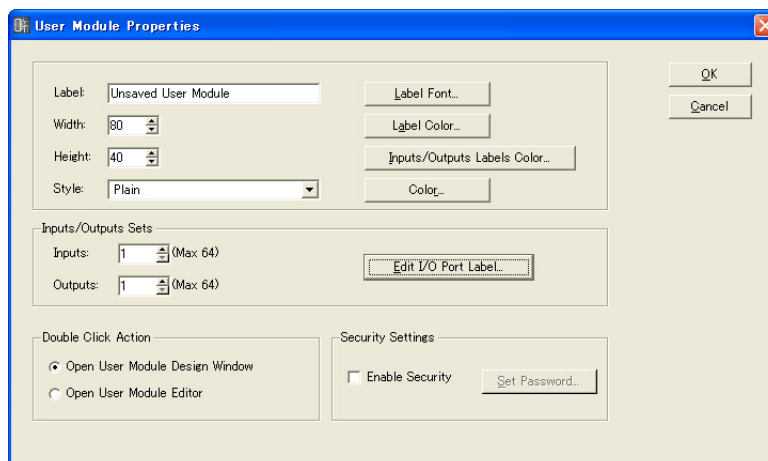 User Module Properties
Label: Unsaved User Module Label Font... OK
Width: 80 Label Color... Cancel
Height: 40 Inputs/Outputs Labels Color...
Style: Plain Color...
Inputs/Outputs Sets
Inputs: 1 (Max 64)
Edit I/O Port Label...
Outputs: 1 (Max 64)
Double Click Action Security Settings
Open User Module Design Window
Enable Security Set Password...
Open User Module Editor